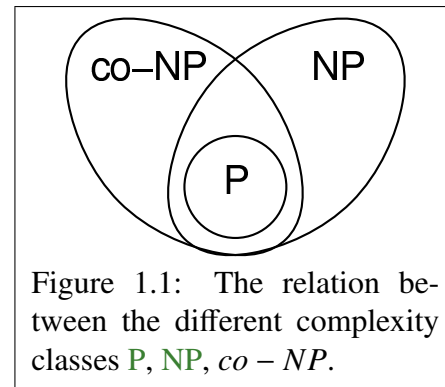 co–NP NP
P
Figure 1.1: The relation be-
tween the different complexity
classes P, NP, co − NP.